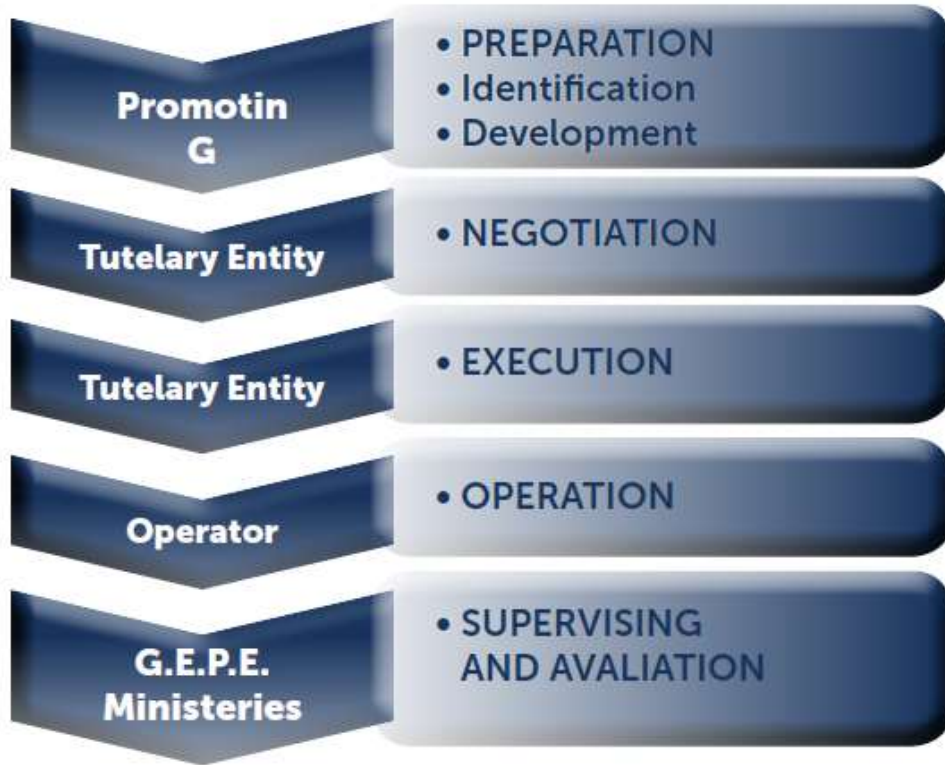 Promotin
G
• PREPARATION
• Identification
• Development
Tutelary Entity
• NEGOTIATION
Tutelary Entity
• EXECUTION
Operator
• OPERATION
G.E.P.E.
Ministeries
• SUPERVISING
AND AVALIATION